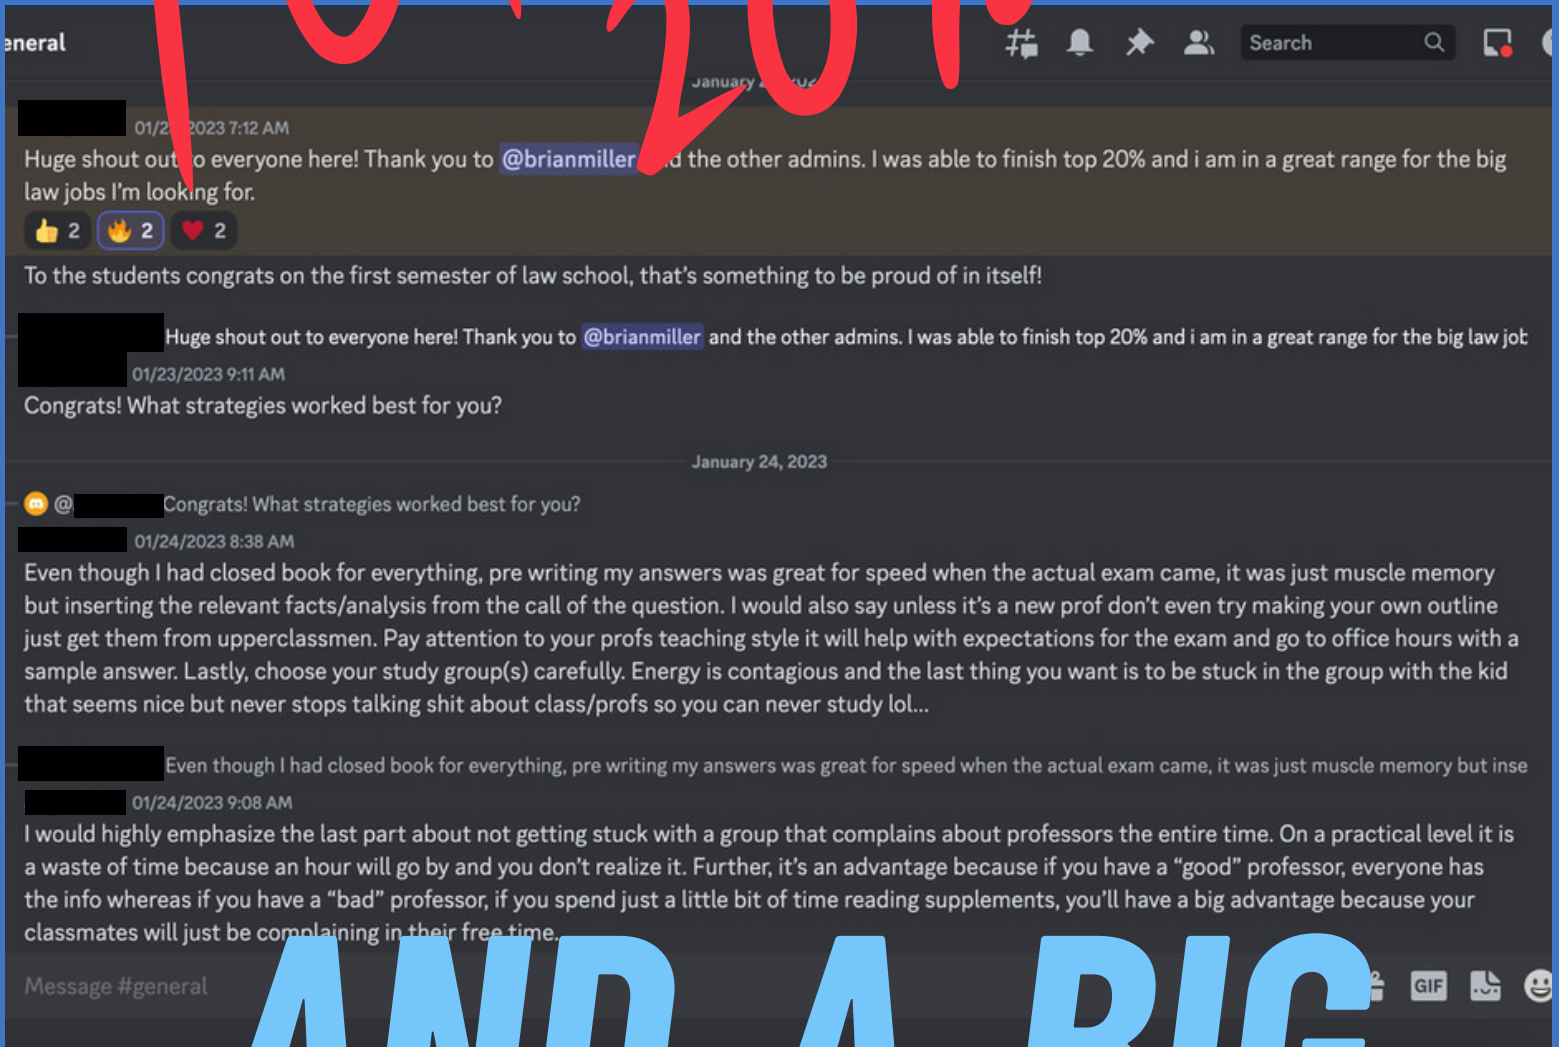 20%
eneral
Search
January
01/2 2023 7:12 AM
Huge shout out to everyone here! Thank you to @brianmiller and the other admins. I was able to finish top 20% and i am in a great range for the big
law jobs I'm looking for.
👍 2 🔥 2 ❤️ 2
To the students congrats on the first semester of law school, that's something to be proud of in itself!
Huge shout out to everyone here! Thank you to @brianmiller and the other admins. I was able to finish top 20% and i am in a great range for the big law job
01/23/2023 9:11 AM
Congrats! What strategies worked best for you?
January 24, 2023
@ Congrats! What strategies worked best for you?
01/24/2023 8:38 AM
Even though I had closed book for everything, pre writing my answers was great for speed when the actual exam came, it was just muscle memory
but inserting the relevant facts/analysis from the call of the question. I would also say unless it's a new prof don't even try making your own outline
just get them from upperclassmen. Pay attention to your profs teaching style it will help with expectations for the exam and go to office hours with a
sample answer. Lastly, choose your study group(s) carefully. Energy is contagious and the last thing you want is to be stuck in the group with the kid
that seems nice but never stops talking shit about class/profs so you can never study lol...
Even though I had closed book for everything, pre writing my answers was great for speed when the actual exam came, it was just muscle memory but inse
01/24/2023 9:08 AM
I would highly emphasize the last part about not getting stuck with a group that complains about professors the entire time. On a practical level it is
a waste of time because an hour will go by and you don't realize it. Further, it's an advantage because if you have a “good” professor, everyone has
the info whereas if you have a “bad” professor, if you spend just a little bit of time reading supplements, you'll have a big advantage because your
classmates will just be complaining in their free time.
Message #general
GIF
AND A BIG